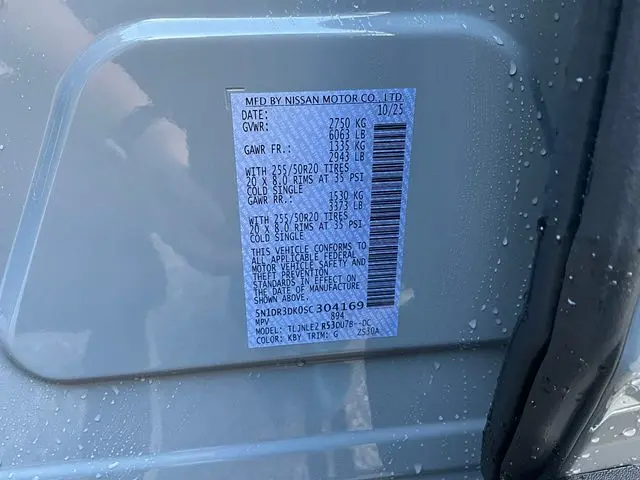 MFD BY NISSAN MOTOR CO., LTD.
DATE: 10/25
GVWR: 2750 KG
6063 LB
GAWR FR.: 1335 KG
2943 LB
WITH 255/50R20 TIRES
20 X 8.0 RIMS AT 35 PSI
COLD SINGLE
GAWR RR.: 1530 KG
3373 LB
WITH 255/50R20 TIRES
20 X 8.0 RIMS AT 35 PSI
COLD SINGLE
THIS VEHICLE CONFORMS TO
ALL APPLICABLE FEDERAL
MOTOR VEHICLE SAFETY AND
THEFT PREVENTION
STANDARDS IN EFFECT ON
THE DATE OF MANUFACTURE
SHOWN ABOVE.
5N1DR3DK0SC304169
MPV 894
MODEL: TLJNLEZ R53DU7B--DC
COLOR: KBY TRIM: G 2530A